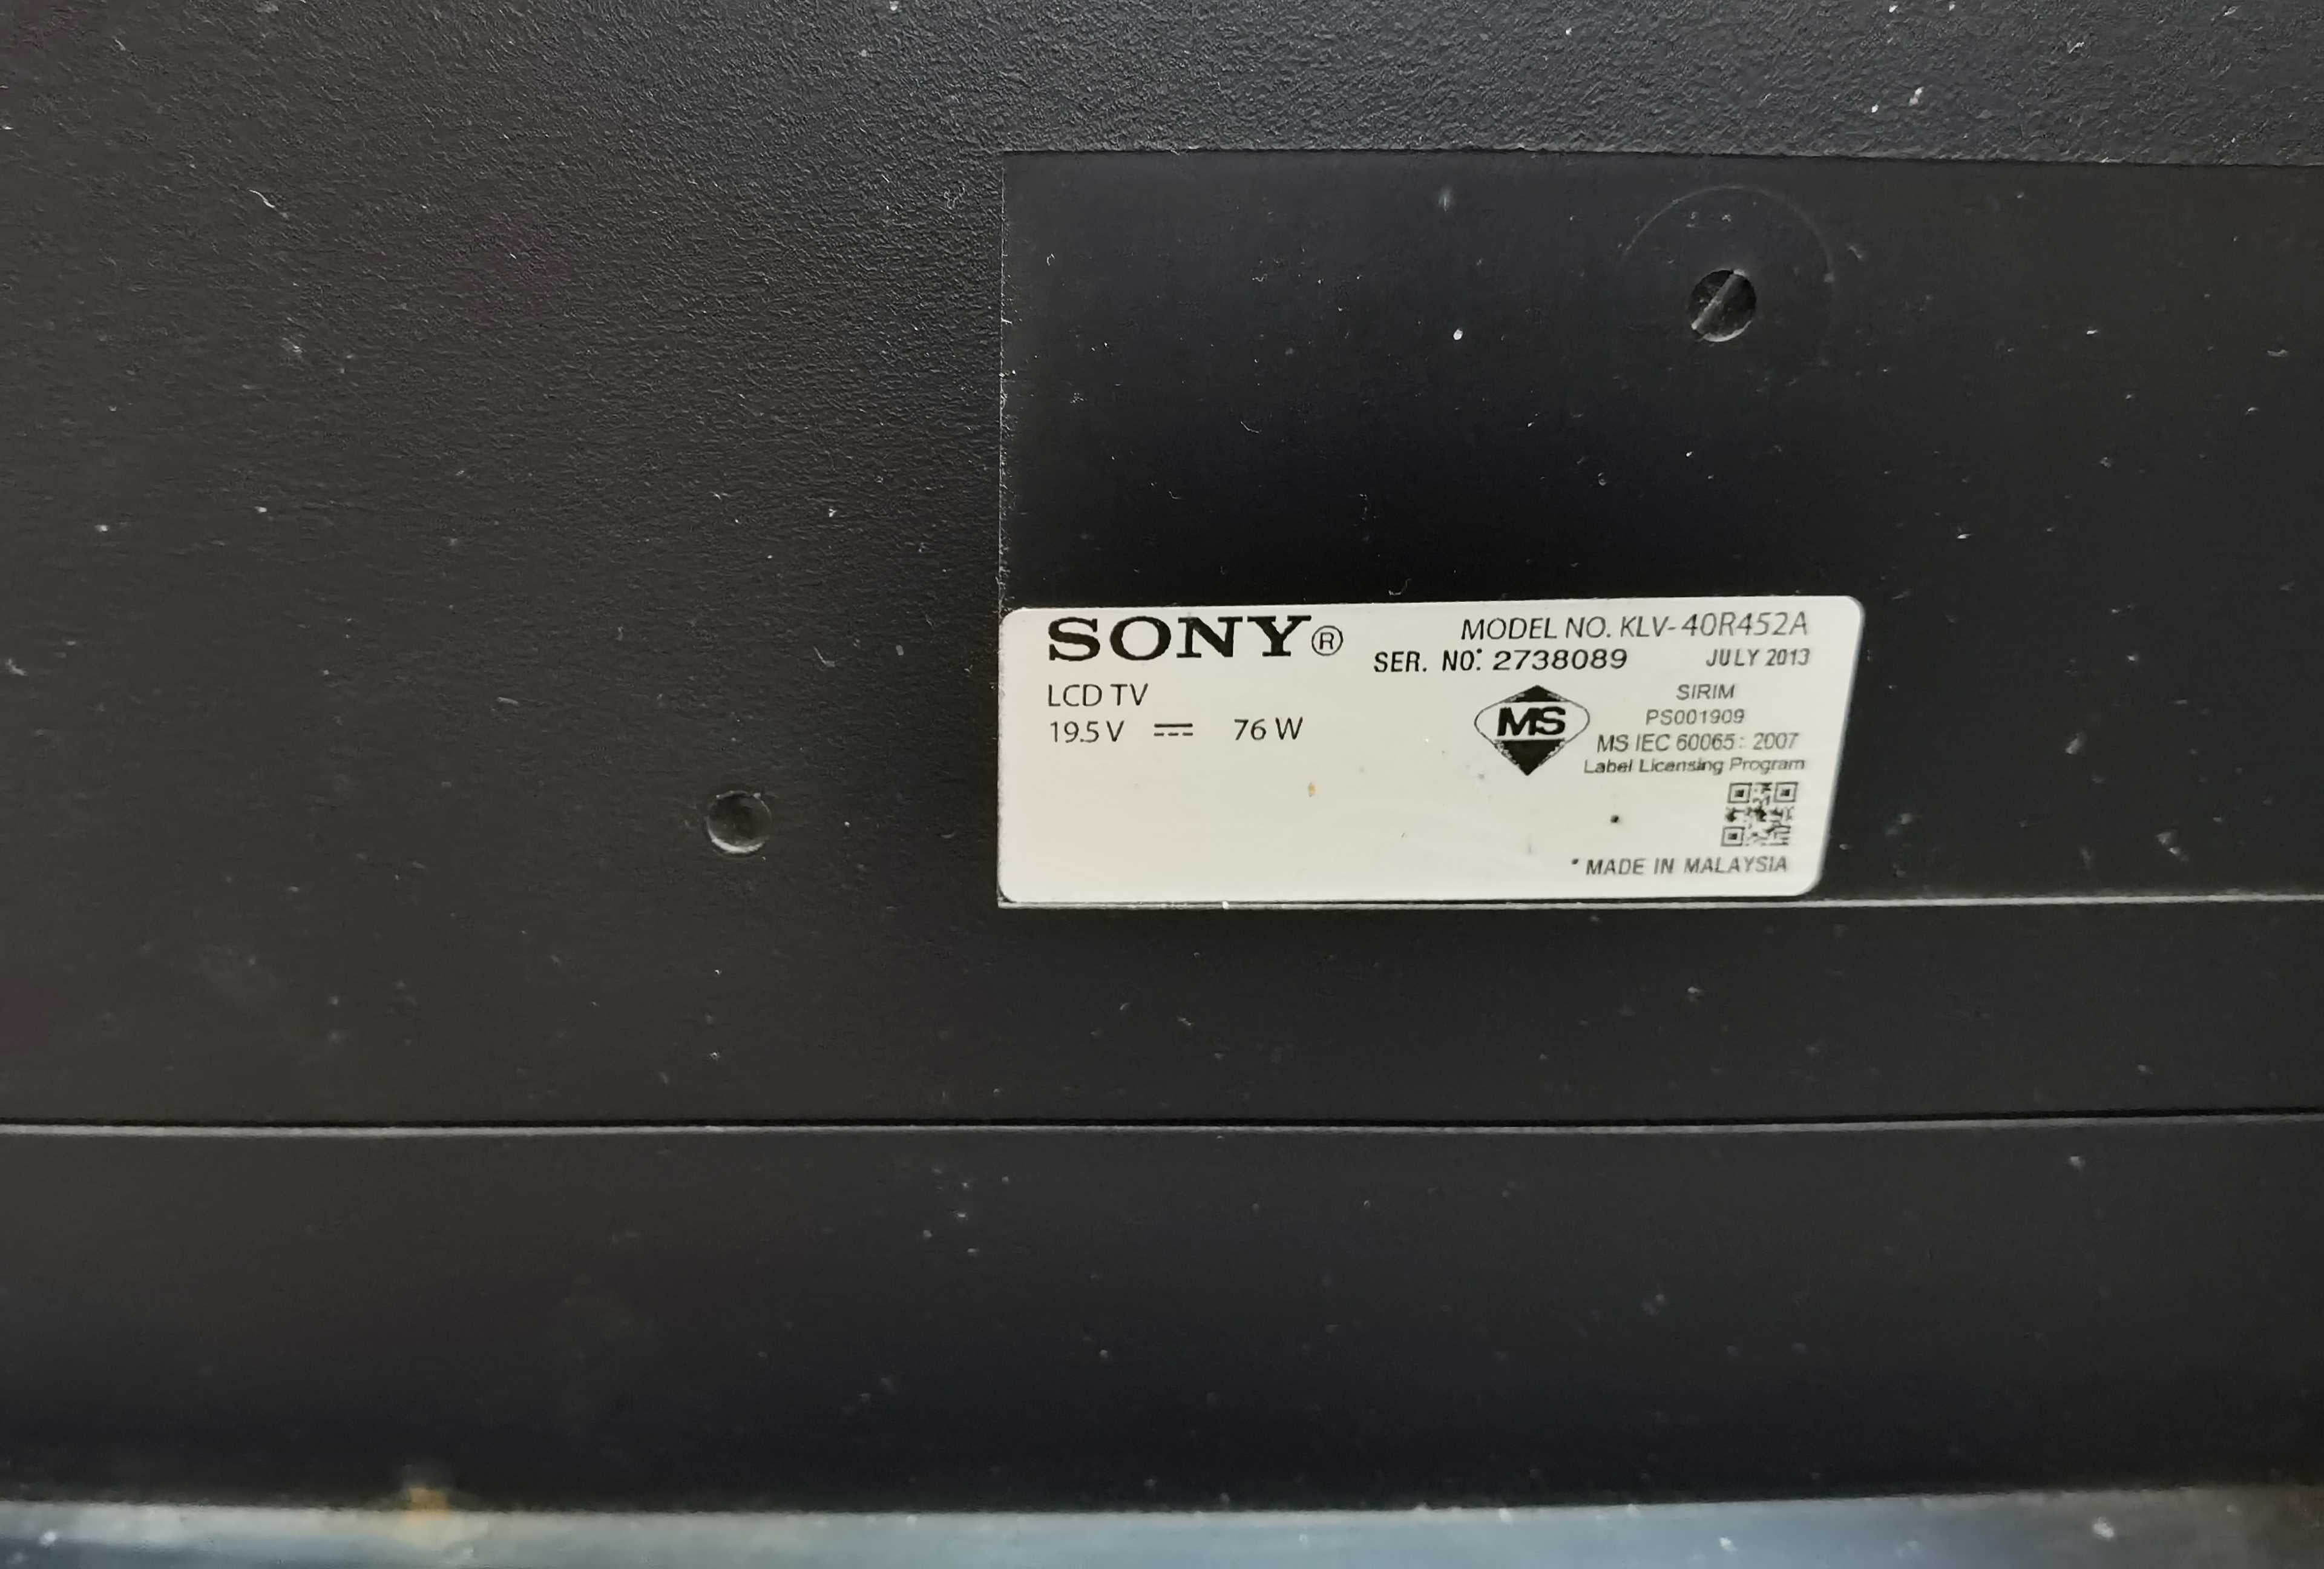 SONY®
MODEL NO. KLV-40R452A
SER. NO: 2738089 JULY 2013
LCD TV
19.5 V ⎓ 76 W
MS
SIRIM
PS001909
MS IEC 60065: 2007
Label Licensing Program
* MADE IN MALAYSIA